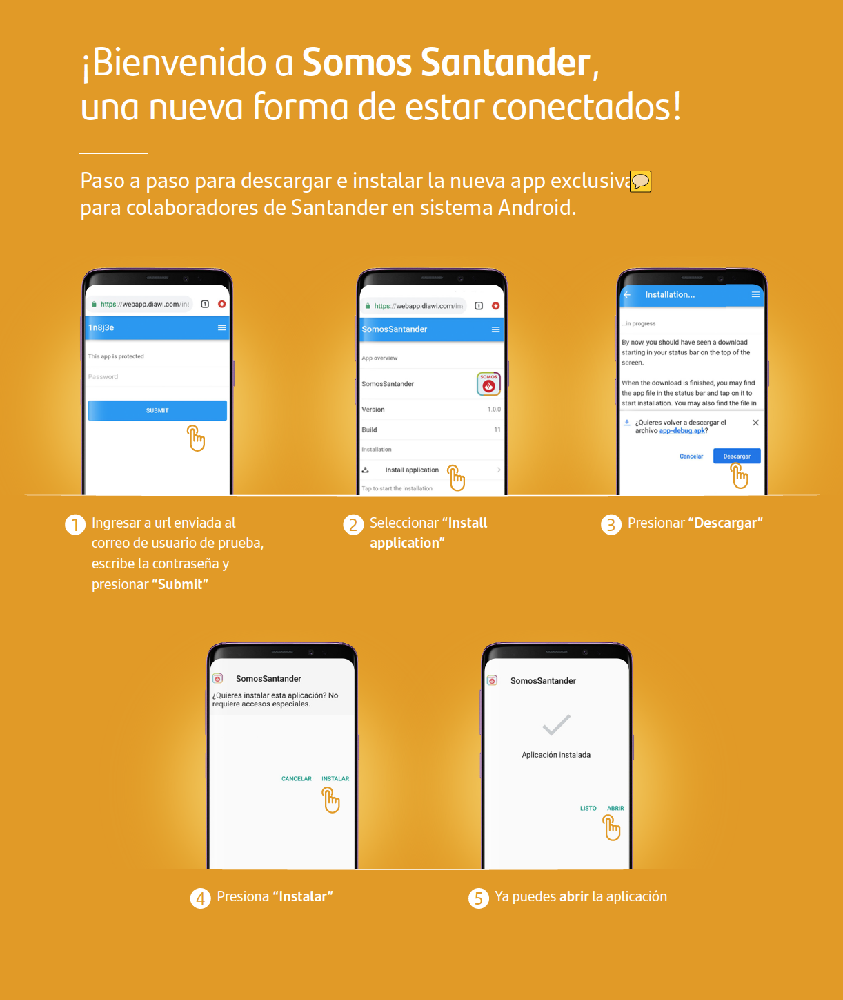 ¡Bienvenido a Somos Santander,
una nueva forma de estar conectados!
Paso a paso para descargar e instalar la nueva app exclusiva
para colaboradores de Santander en sistema Android.
https://webapp.diawi.com/ins
1
1n8j3e
This app is protected
Password
SUBMIT
https://webapp.diawi.com/ins
1
SomosSantander
App overview
SomosSantander
SOMOS
Version 1.0.0
Build 11
Installation
Install application
Tap to start the installation
Installation...
...in progress
By now, you should have seen a download
starting in your status bar on the top of the
screen.
When the download is finished, you may find
the app file in the status bar and tap on it to
start installation. You may also find the file in
¿Quieres volver a descargar el
archivo app-debug.apk?
Cancelar Descargar
1 Ingresar a url enviada al
correo de usuario de prueba,
escribe la contraseña y
presionar “Submit”
2 Seleccionar “Install
application”
3 Presionar “Descargar”
SomosSantander
¿Quieres instalar esta aplicación? No
requiere accesos especiales.
CANCELAR INSTALAR
SomosSantander
Aplicación instalada
LISTO ABRIR
4 Presiona “Instalar”
5 Ya puedes abrir la aplicación